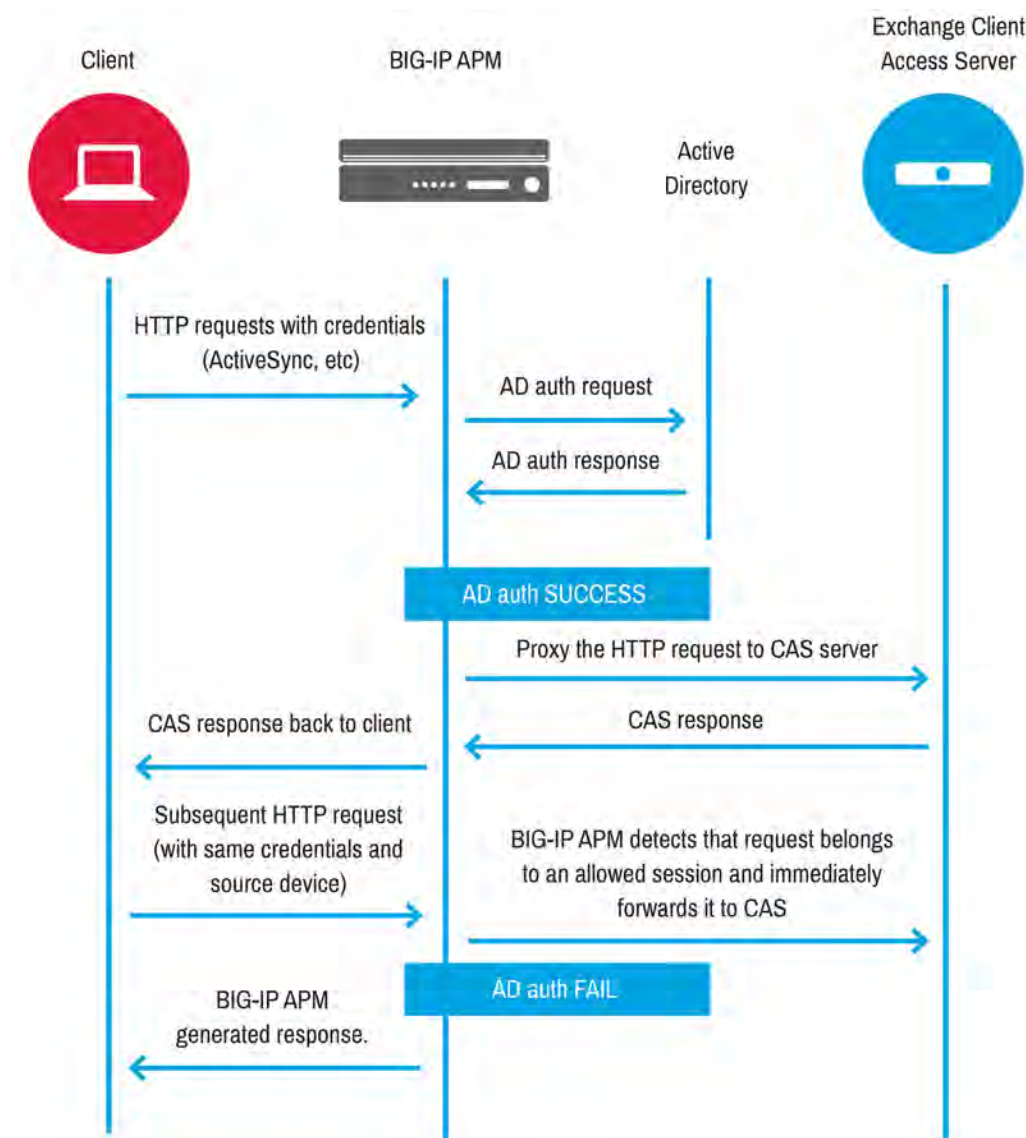 Client
BIG-IP APM
Exchange Client
Access Server
Active
Directory
HTTP requests with credentials
(ActiveSync, etc)
AD auth request
AD auth response
AD auth SUCCESS
Proxy the HTTP request to CAS server
CAS response
CAS response back to client
Subsequent HTTP request
(with same credentials and
source device)
BIG-IP APM detects that request belongs
to an allowed session and immediately
forwards it to CAS
AD auth FAIL
BIG-IP APM
generated response.